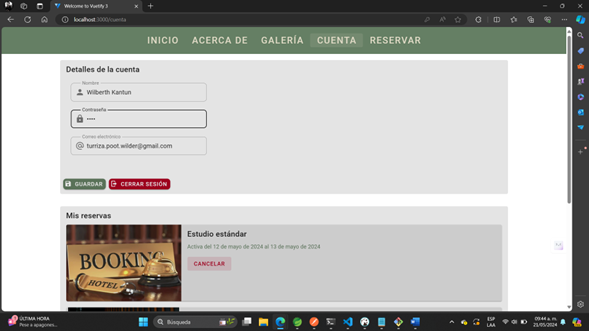 Welcome to Vuetify 3
localhost:3000/cuenta
INICIO ACERCA DE GALERÍA CUENTA RESERVAR
Detalles de la cuenta
Nombre
Wilberth Kantun
Contraseña
••••
Correo electrónico
turriza.poot.wilder@gmail.com
GUARDAR CERRAR SESIÓN
Mis reservas
BOOKING
HOTEL
Estudio estándar
Activa del 12 de mayo de 2024 al 13 de mayo de 2024
CANCELAR
ÚLTIMA HORA
Pese a apagones...
Búsqueda
ESP
LAA
09:44 a. m.
21/05/2024